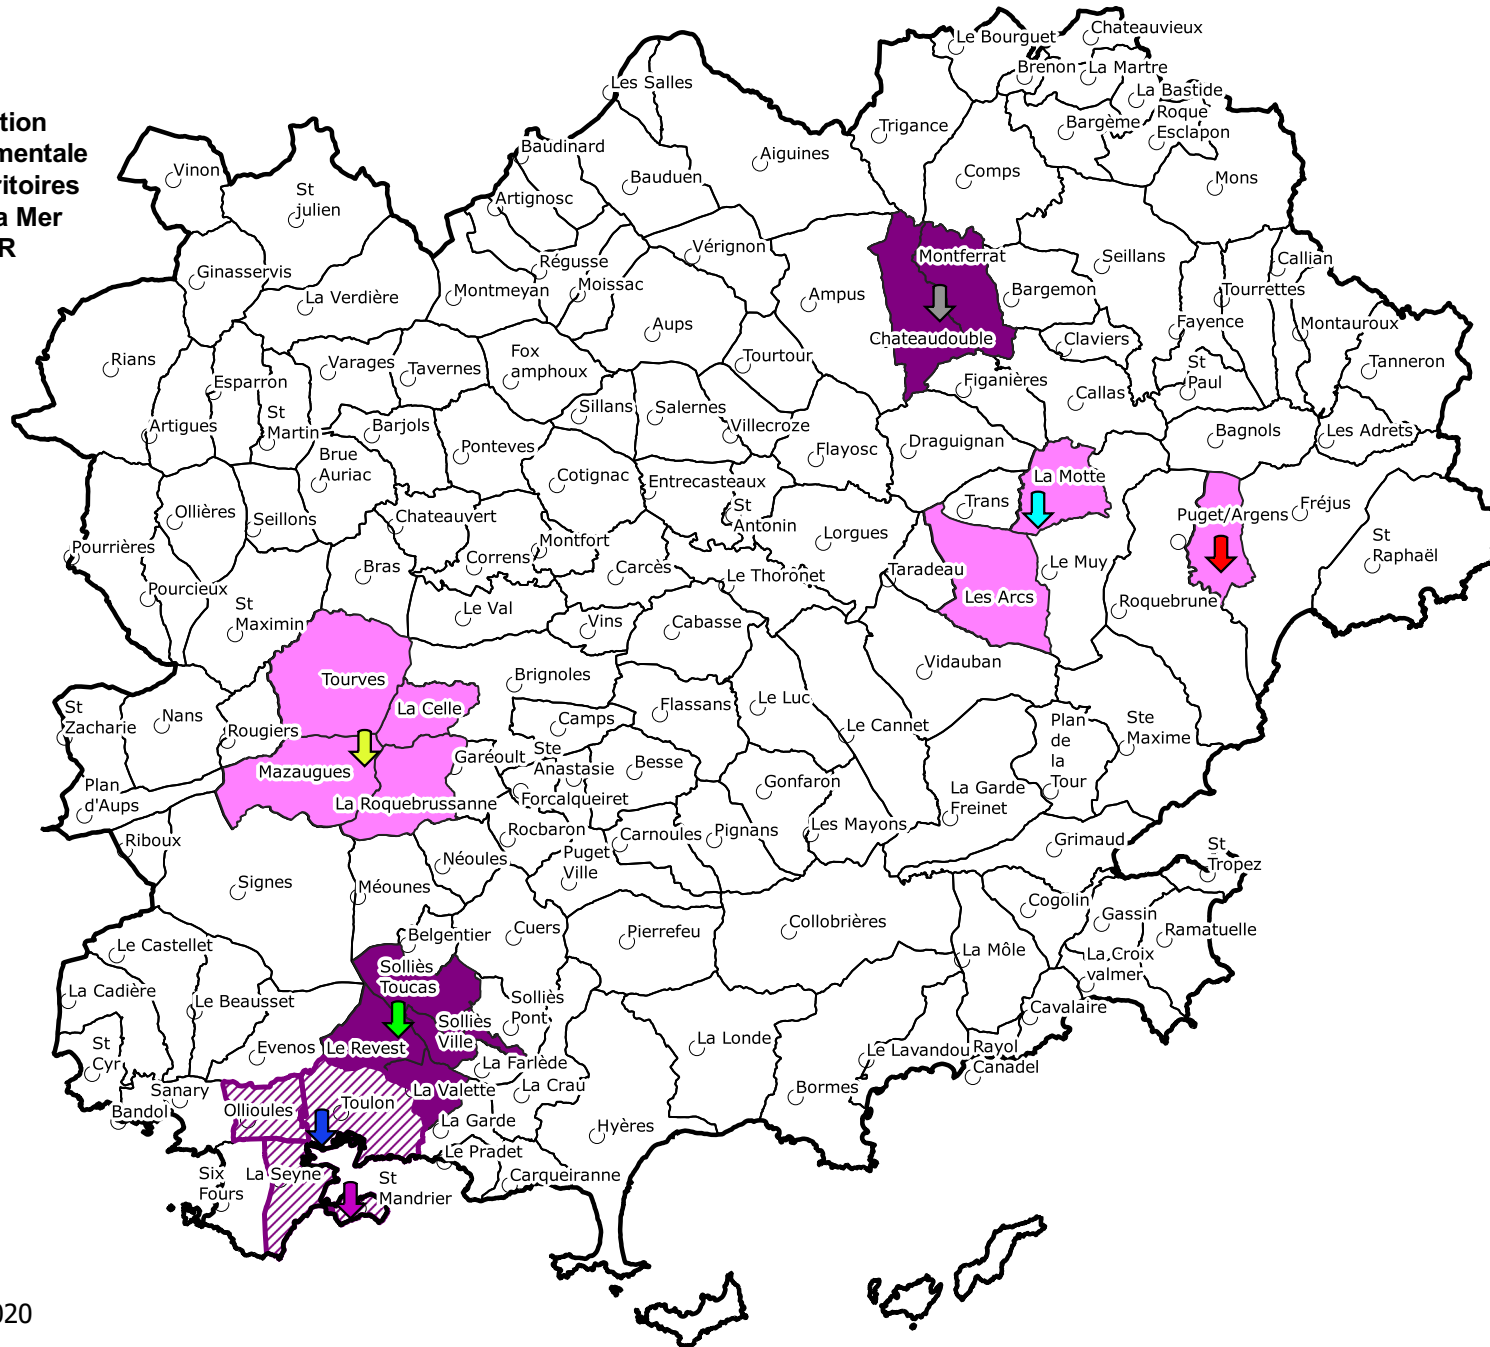 tion
mentale
ritoires
a Mer
R
Le Bourguet
Chateauvieux
Brenon
La Martre
Les Salles
La Bastide
Trigance
Bargème
Roque
Esclapon
Baudinard
Aiguines
Vinon
St
julien
Bauduen
Comps
Mons
Artignosc
Vérignon
Montferrat
Seillans
Callian
Ginasservis
Régusse
Moissac
La Verdière
Montmeyan
Ampus
Bargemon
Tourrettes
Aups
Chateaudouble
Claviers
Fayence
Montauroux
Rians
Varages
Tavernes
Fox
amphoux
Tourtour
St
Paul
Tanneron
Esparron
Figanières
Callas
St
Martin
Artigues
Barjols
Sillans
Salernes
Villecroze
Draguignan
Bagnols
Les Adrets
Ponteves
Flayosc
Brue
Auriac
Cotignac
Entrecasteaux
La Motte
Trans
St
Antonin
Puget/Argens
Fréjus
Ollières
Seillons
Chateauvert
Lorgues
Pourrières
Montfort
Correns
St
Raphaël
Bras
Carcès
Le Thorônet
Taradeau
Le Muy
Pourcieux
Les Arcs
Roquebrune
St
Maximin
Le Val
Vins
Cabasse
Vidauban
Tourves
Brignoles
La Celle
Le Luc
Flassans
St
Zacharie
Nans
Rougiers
Camps
Le Cannet
Plan
de
la
Tour
Ste
Maxime
Mazaugues
Garéoult
Ste
Anastasie
Besse
Gonfaron
Plan
d'Aups
La Roquebrussanne
Forcalqueiret
La Garde
Freinet
Riboux
Rocbaron
Carnoules
Pignans
Les Mayons
Grimaud
Néoules
Puget
Ville
St
Tropez
Signes
Méounes
Cogolin
Gassin
Ramatuelle
Le Castellet
Belgentier
Cuers
Pierrefeu
Collobrières
La Môle
La Croix
valmer
Solliès
Toucas
La Cadière
Le Beausset
Solliès
Pont
Cavalaire
Solliès
Ville
St
Cyr
Evenos
Le Revest
La Londe
Le Lavandou
Rayol
Canadel
La Farlède
La Crau
Bormes
Sanary
Bandol
Ollioules
Toulon
La Valette
La Garde
Hyères
Le Pradet
Six
Fours
La Seyne
St
Mandrier
Carqueiranne
020